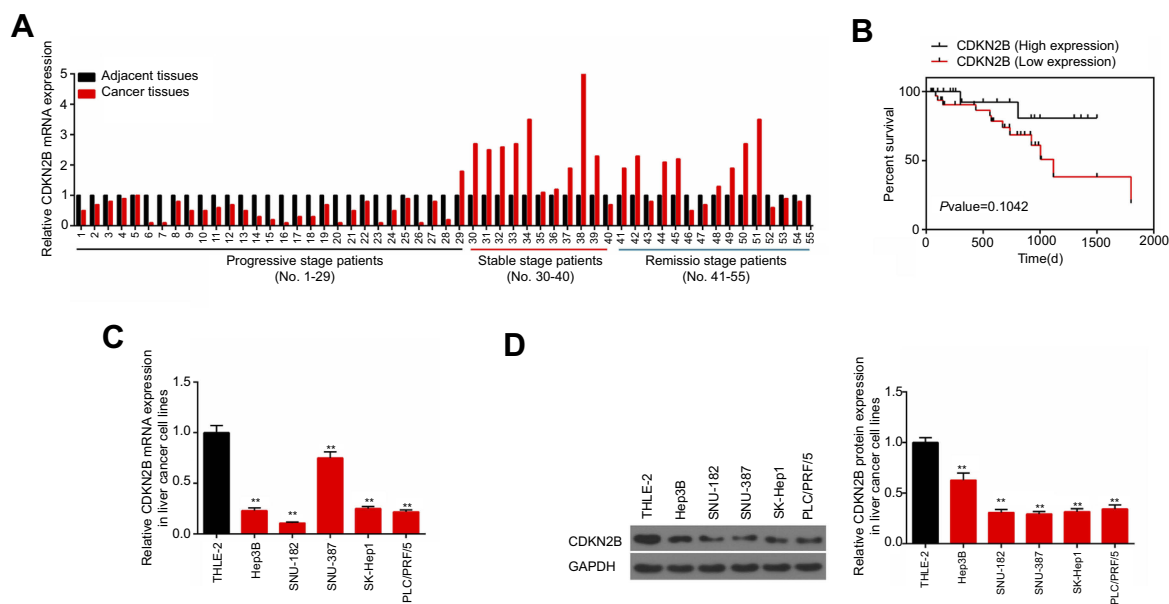 A
Relative CDKN2B mRNA expression
5
4
3
2
1
0
Adjacent tissues
Cancer tissues
1 2 3 4 5 6 7 8 9 10 11 12 13 14 15 16 17 18 19 20 21 22 23 24 25 26 27 28 29 30 31 32 33 34 35 36 37 38 39 40 41 42 43 44 45 46 47 48 49 50 51 52 53 54 55
Progressive stage patients
(No. 1-29)
Stable stage patients
(No. 30-40)
Remissio stage patients
(No. 41-55)
B
CDKN2B (High expression)
CDKN2B (Low expression)
Percent survival
100
50
0
Pvalue=0.1042
0 500 1000 1500 2000
Time(d)
C
Relative CDKN2B mRNA expression
in liver cancer cell lines
1.5
1.0
0.5
0.0
** ** ** ** **
THLE-2 Hep3B SNU-182 SNU-387 SK-Hep1 PLC/PRF/5
D
THLE-2 Hep3B SNU-182 SNU-387 SK-Hep1 PLC/PRF/5
CDKN2B
GAPDH
Relative CDKN2B protein expression
in liver cancer cell lines
1.5
1.0
0.5
0.0
** ** ** ** **
THLE-2 Hep3B SNU-182 SNU-387 SK-Hep1 PLC/PRF/5